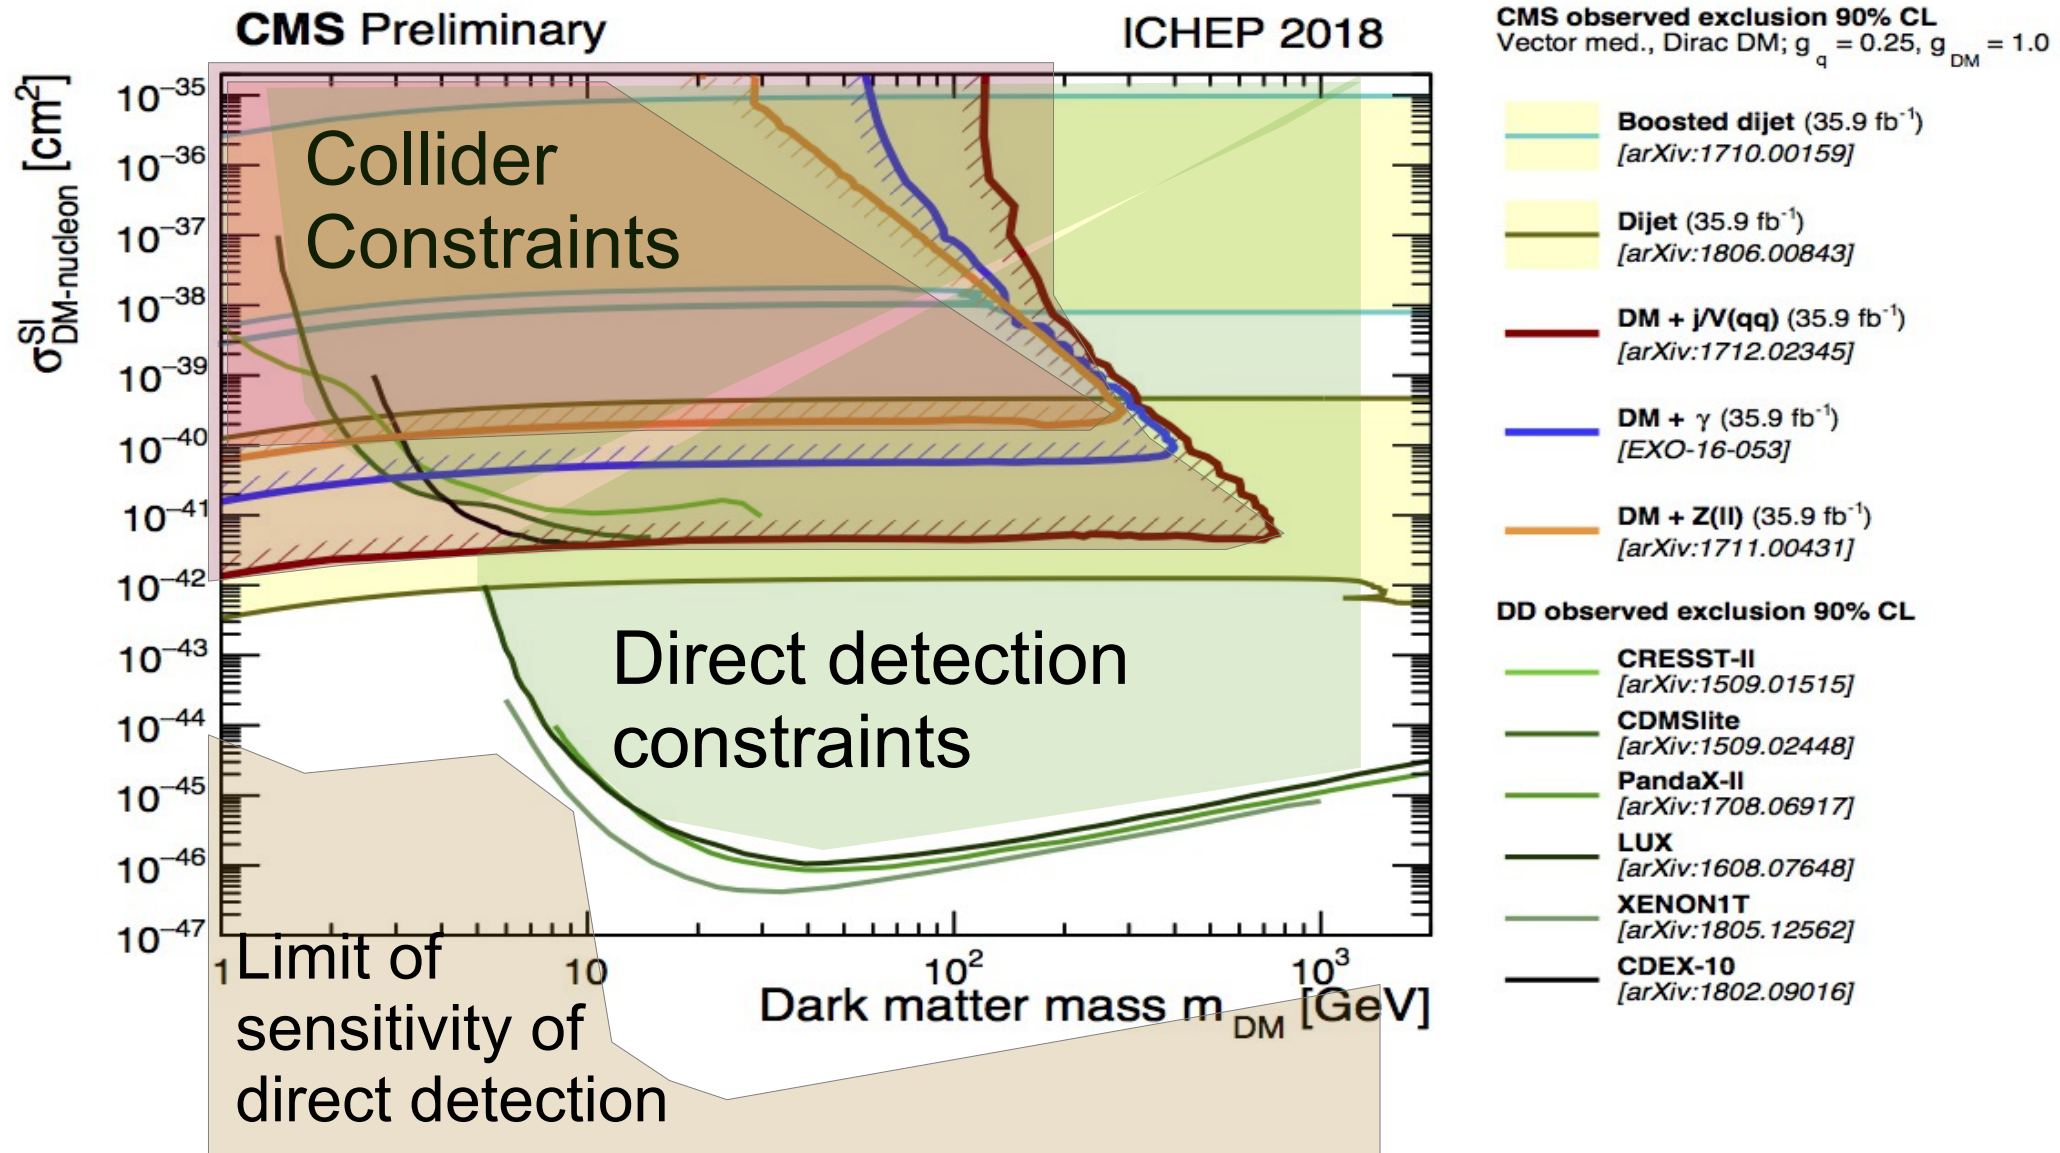 CMS Preliminary
ICHEP 2018
σ^SI_DM-nucleon [cm²]
10⁻³⁵
10⁻³⁶
10⁻³⁷
10⁻³⁸
10⁻³⁹
10⁻⁴⁰
10⁻⁴¹
10⁻⁴²
10⁻⁴³
10⁻⁴⁴
10⁻⁴⁵
10⁻⁴⁶
10⁻⁴⁷
Collider
Constraints
Direct detection
constraints
Limit of
sensitivity of
direct detection
1
10
10²
10³
Dark matter mass m_DM [GeV]
CMS observed exclusion 90% CL
Vector med., Dirac DM; g_q = 0.25, g_DM = 1.0
Boosted dijet (35.9 fb⁻¹)
[arXiv:1710.00159]
Dijet (35.9 fb⁻¹)
[arXiv:1806.00843]
DM + j/V(qq) (35.9 fb⁻¹)
[arXiv:1712.02345]
DM + γ (35.9 fb⁻¹)
[EXO-16-053]
DM + Z(ll) (35.9 fb⁻¹)
[arXiv:1711.00431]
DD observed exclusion 90% CL
CRESST-II
[arXiv:1509.01515]
CDMSlite
[arXiv:1509.02448]
PandaX-II
[arXiv:1708.06917]
LUX
[arXiv:1608.07648]
XENON1T
[arXiv:1805.12562]
CDEX-10
[arXiv:1802.09016]